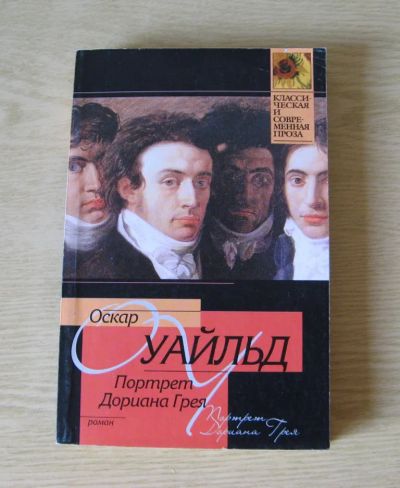 КЛАССИ-
ЧЕСКАЯ И
СОВРЕ-
МЕННАЯ
ПРОЗА
Оскар
УАЙЛЬД
Портрет
Дориана Грея
роман
Портрет
Дориана Грея